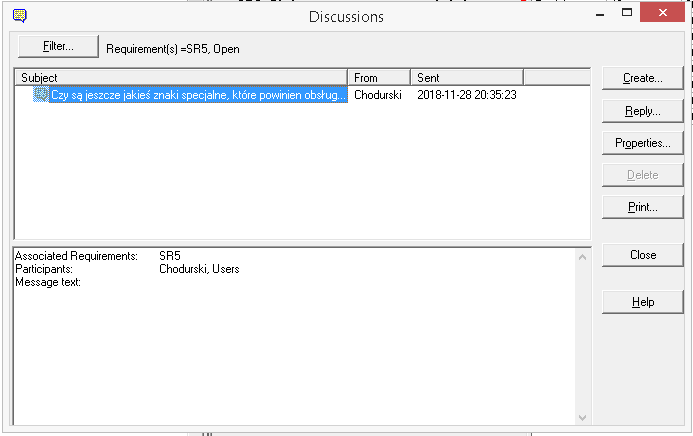 Discussions
Filter... Requirement(s) =SR5, Open
Subject From Sent
Czy są jeszcze jakieś znaki specjalne, które powinien obsług... Chodurski 2018-11-28 20:35:23
Create...
Reply...
Properties...
Delete
Print...
Close
Help
Associated Requirements: SR5
Participants: Chodurski, Users
Message text: